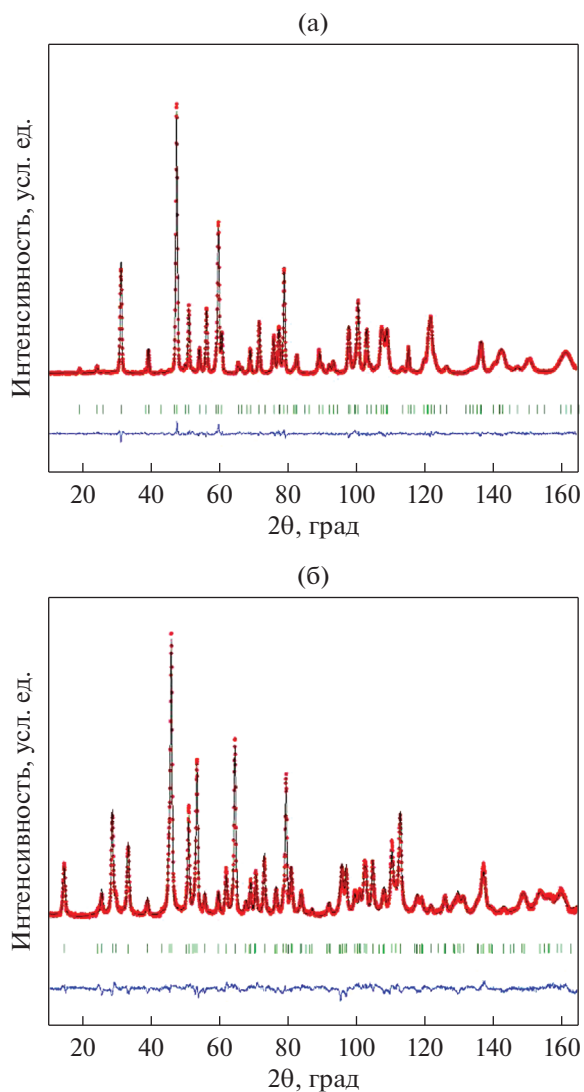 (а)
Интенсивность, усл. ед.
20 40 60 80 100 120 140 160
2θ, град
(б)
Интенсивность, усл. ед.
20 40 60 80 100 120 140 160
2θ, град